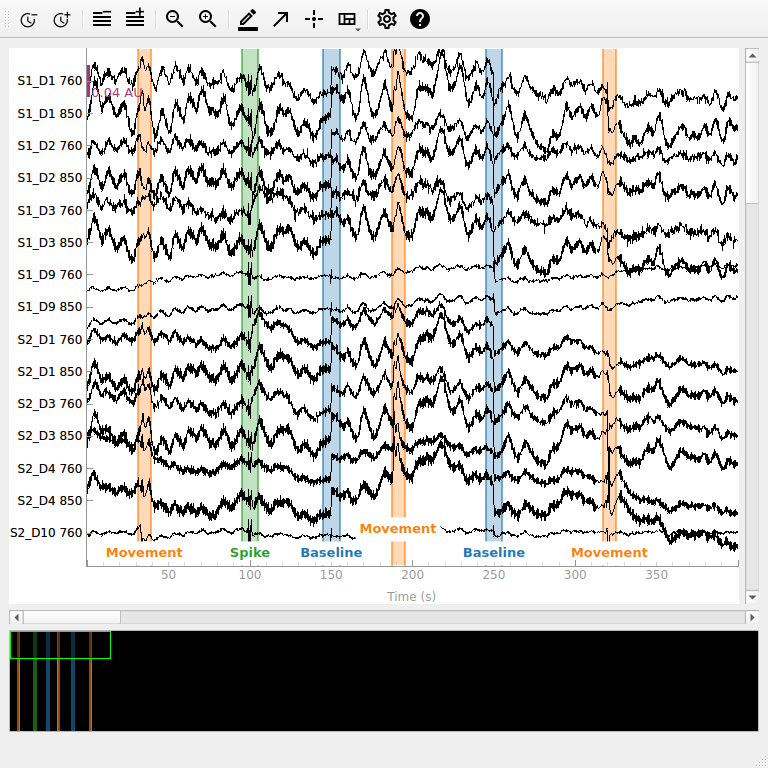 S1_D1 760
0.04 AU
S1_D1 850
S1_D2 760
S1_D2 850
S1_D3 760
S1_D3 850
S1_D9 760
S1_D9 850
S2_D1 760
S2_D1 850
S2_D3 760
S2_D3 850
S2_D4 760
S2_D4 850
S2_D10 760
Movement
Movement Spike Baseline Baseline Movement
50 100 150 200 250 300 350
Time (s)